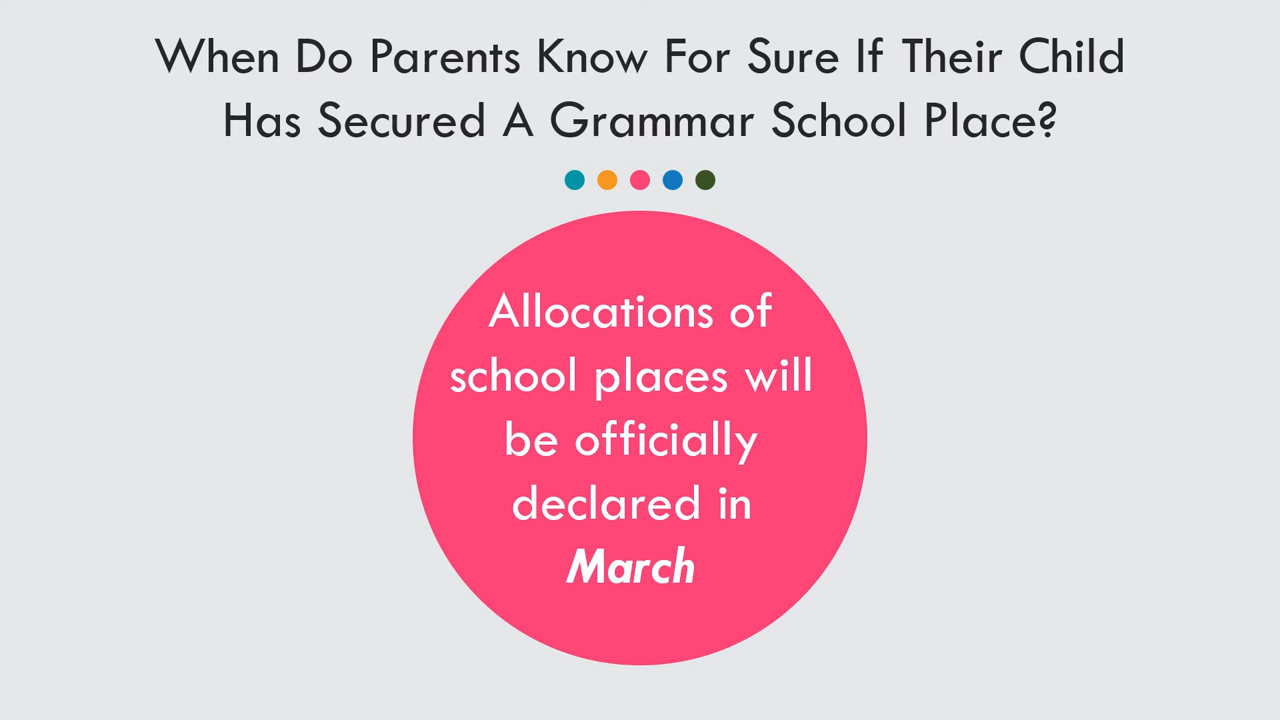 When Do Parents Know For Sure If Their Child
Has Secured A Grammar School Place?
Allocations of
school places will
be officially
declared in
March